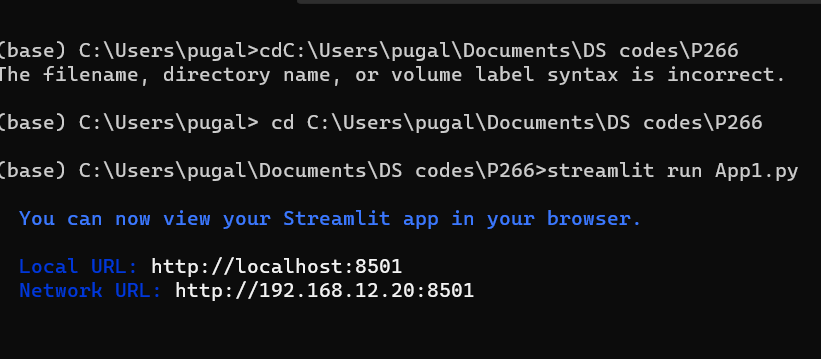 (base) C:\Users\pugal>cdC:\Users\pugal\Documents\DS codes\P266
The filename, directory name, or volume label syntax is incorrect.
(base) C:\Users\pugal> cd C:\Users\pugal\Documents\DS codes\P266
(base) C:\Users\pugal\Documents\DS codes\P266>streamlit run App1.py
You can now view your Streamlit app in your browser.
Local URL: http://localhost:8501
Network URL: http://192.168.12.20:8501